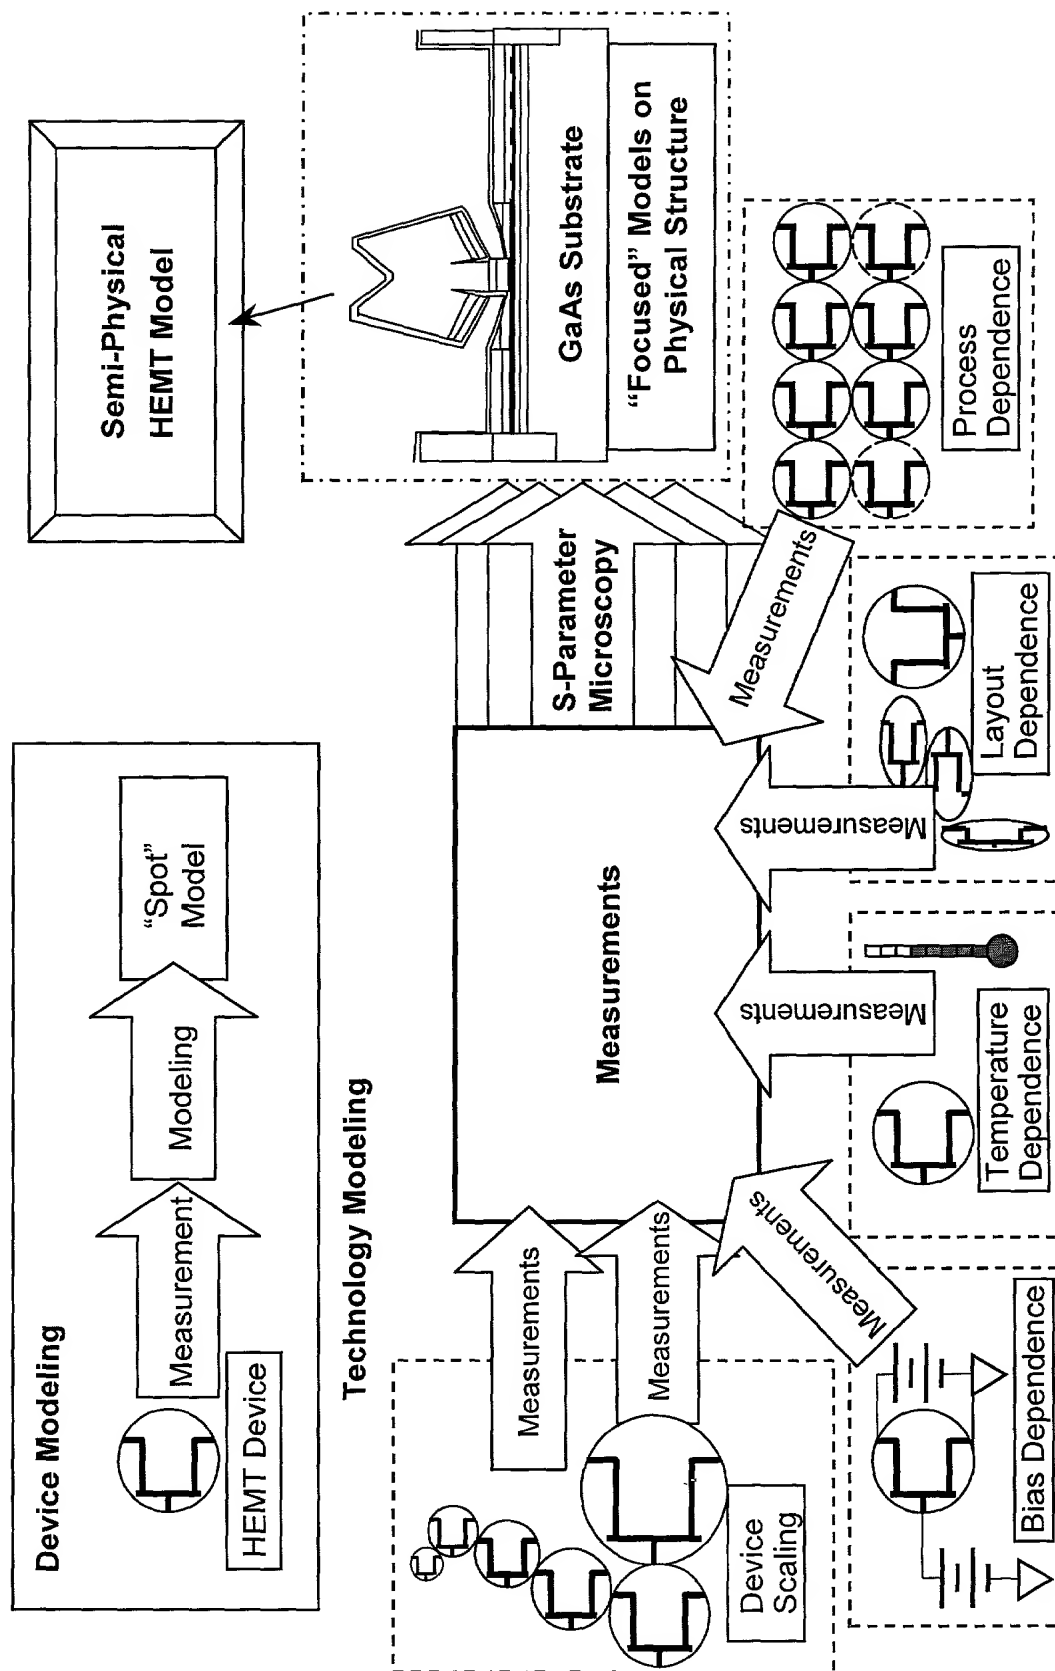 Device Modeling
HEMT Device
Measurement
Modeling
“Spot”
Model
Semi-Physical
HEMT Model
Technology Modeling
Device
Scaling
Measurements
Measurements
Measurements
S-Parameter
Microscopy
GaAs Substrate
“Focused” Models on
Physical Structure
Bias Dependence
Measurements
Temperature
Dependence
Measurements
Layout
Dependence
Measurements
Process
Dependence
Measurements